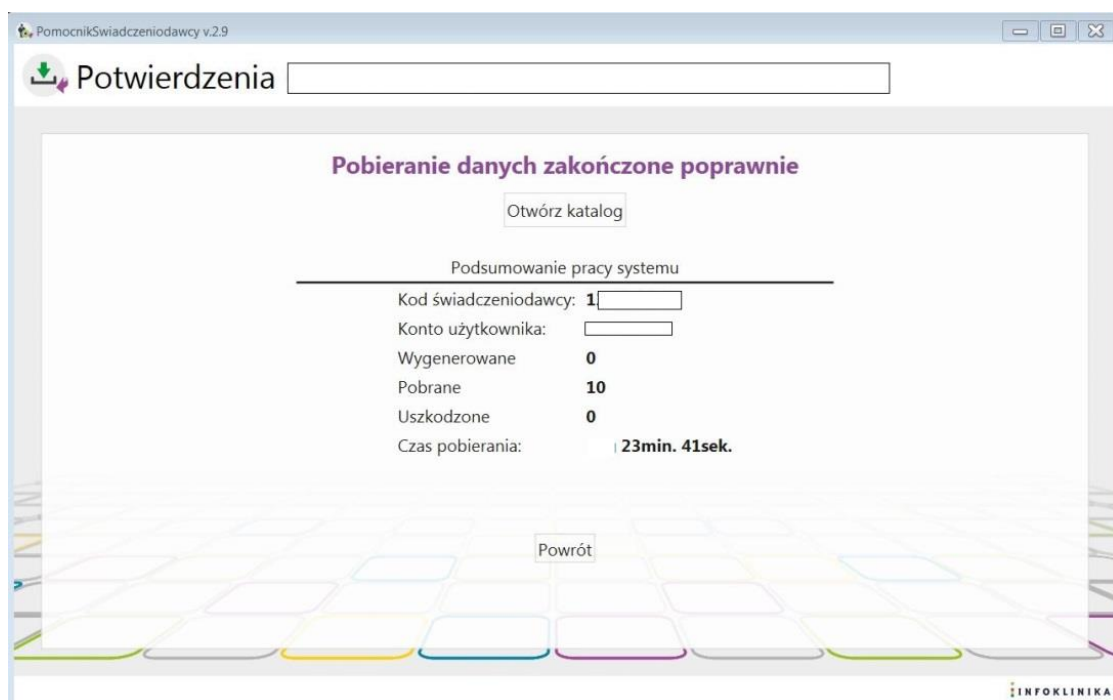 PomocnikSwiadczeniodawcy v.2.9
Potwierdzenia
Pobieranie danych zakończone poprawnie
Otwórz katalog
Podsumowanie pracy systemu
Kod świadczeniodawcy: 1
Konto użytkownika:
Wygenerowane 0
Pobrane 10
Uszkodzone 0
Czas pobierania: 23min. 41sek.
Powrót
INFOKLINIKA